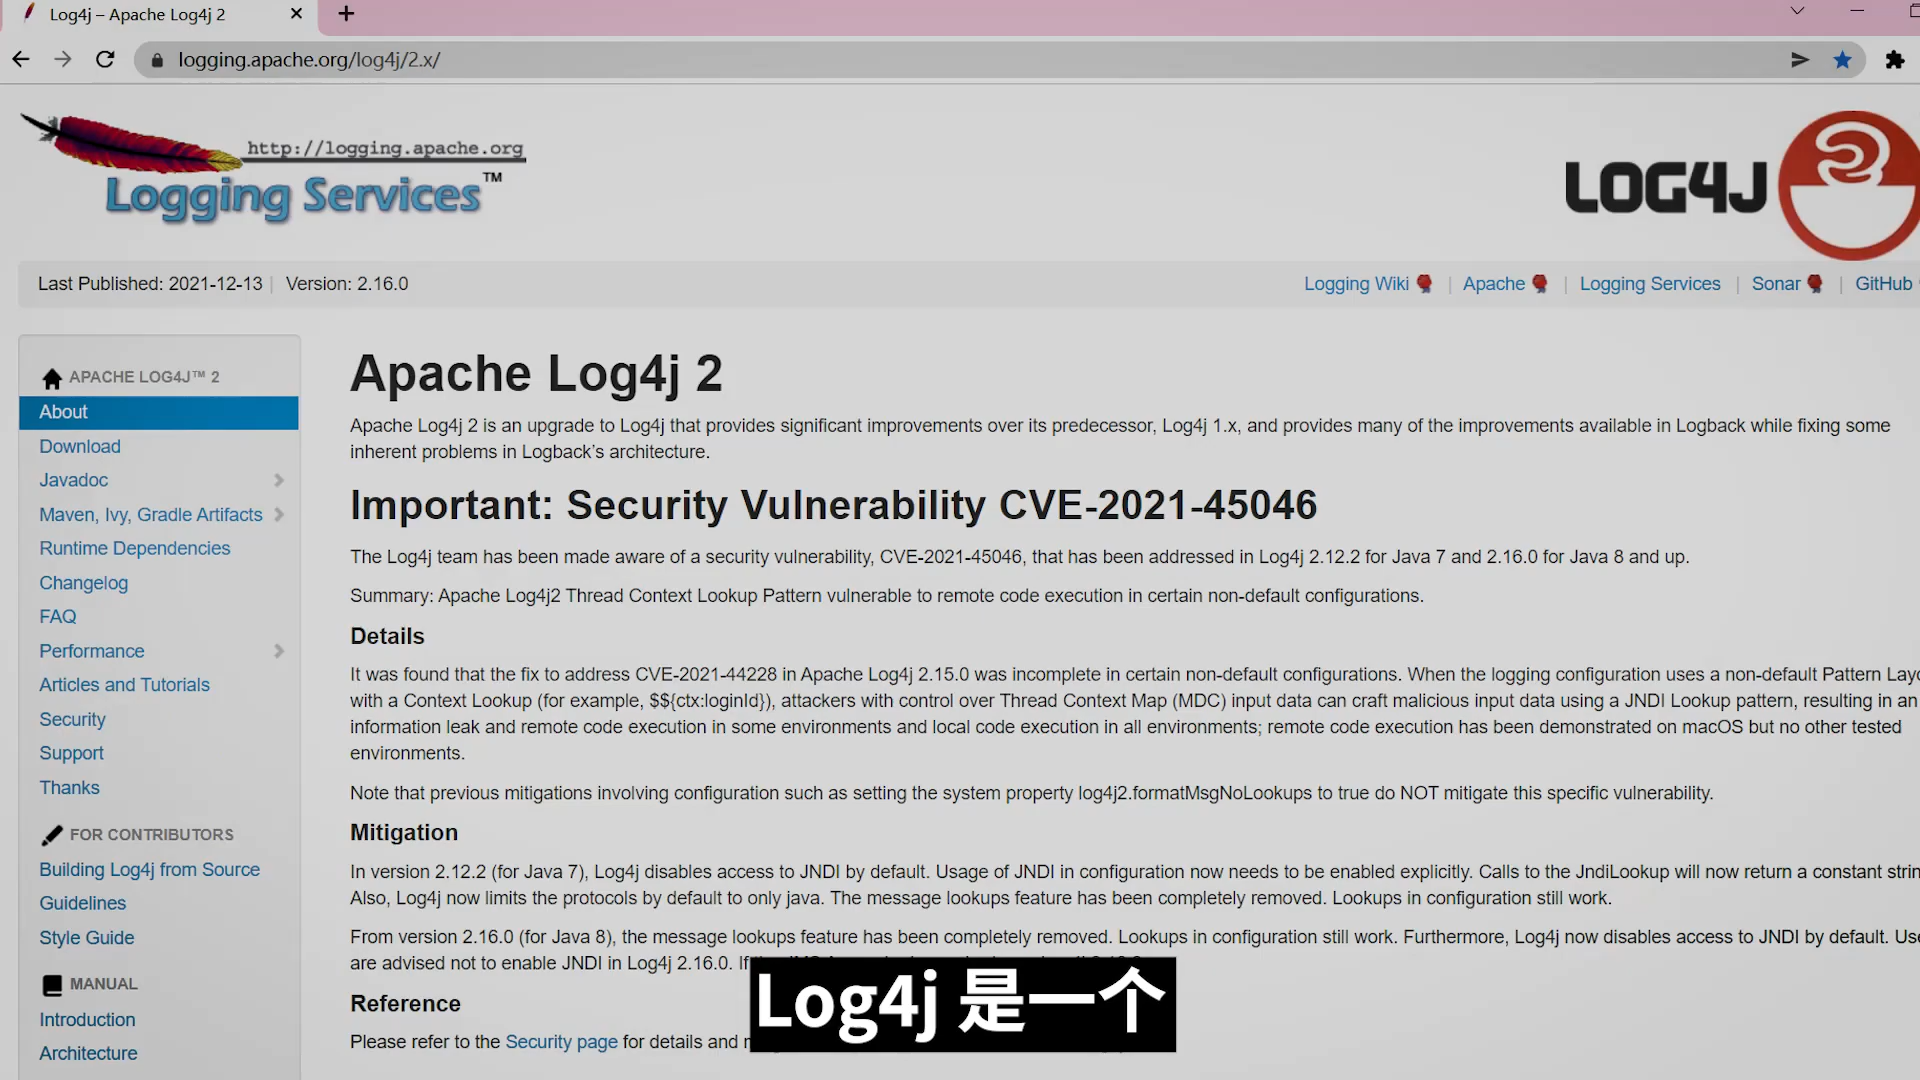 Log4j – Apache Log4j 2
logging.apache.org/log4j/2.x/
http://logging.apache.org
Logging Services™
LOG4J
Last Published: 2021-12-13 | Version: 2.16.0
Logging Wiki | Apache | Logging Services | Sonar | GitHub
APACHE LOG4J™ 2
About
Download
Javadoc
Maven, Ivy, Gradle Artifacts
Runtime Dependencies
Changelog
FAQ
Performance
Articles and Tutorials
Security
Support
Thanks
FOR CONTRIBUTORS
Building Log4j from Source
Guidelines
Style Guide
MANUAL
Introduction
Architecture
Apache Log4j 2
Apache Log4j 2 is an upgrade to Log4j that provides significant improvements over its predecessor, Log4j 1.x, and provides many of the improvements available in Logback while fixing some
inherent problems in Logback's architecture.
Important: Security Vulnerability CVE-2021-45046
The Log4j team has been made aware of a security vulnerability, CVE-2021-45046, that has been addressed in Log4j 2.12.2 for Java 7 and 2.16.0 for Java 8 and up.
Summary: Apache Log4j2 Thread Context Lookup Pattern vulnerable to remote code execution in certain non-default configurations.
Details
It was found that the fix to address CVE-2021-44228 in Apache Log4j 2.15.0 was incomplete in certain non-default configurations. When the logging configuration uses a non-default Pattern
with a Context Lookup (for example, $${ctx:loginId}), attackers with control over Thread Context Map (MDC) input data can craft malicious input data using a JNDI Lookup pattern, resulting in an
information leak and remote code execution in some environments and local code execution in all environments; remote code execution has been demonstrated on macOS but no other tested
environments.
Note that previous mitigations involving configuration such as setting the system property log4j2.formatMsgNoLookups to true do NOT mitigate this specific vulnerability.
Mitigation
In version 2.12.2 (for Java 7), Log4j disables access to JNDI by default. Usage of JNDI in configuration now needs to be enabled explicitly. Calls to the JndiLookup will now return a constant
Also, Log4j now limits the protocols by default to only java. The message lookups feature has been completely removed. Lookups in configuration still work.
From version 2.16.0 (for Java 8), the message lookups feature has been completely removed. Lookups in configuration still work. Furthermore, Log4j now disables access to JNDI by default.
are advised not to enable JNDI in Log4j 2.16.0.
Reference
Please refer to the Security page for details and
Log4j 是一个